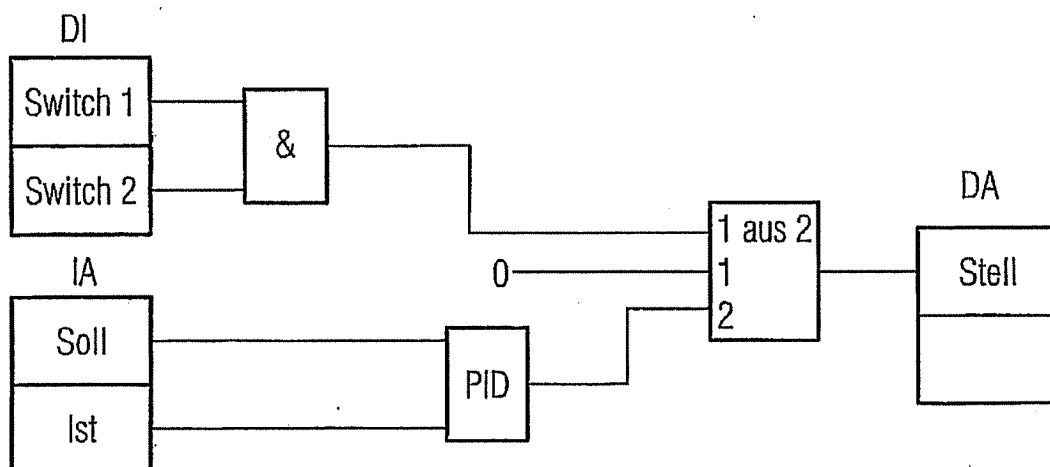 DI
Switch 1
Switch 2
&
IA
Soll
Ist
0
PID
1 aus 2
1
2
DA
Stell